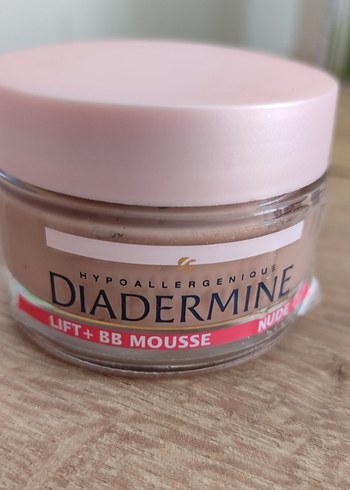 HYPOALLERGENIQUE
DIADERMINE
LIFT+ BB MOUSSE NUDE